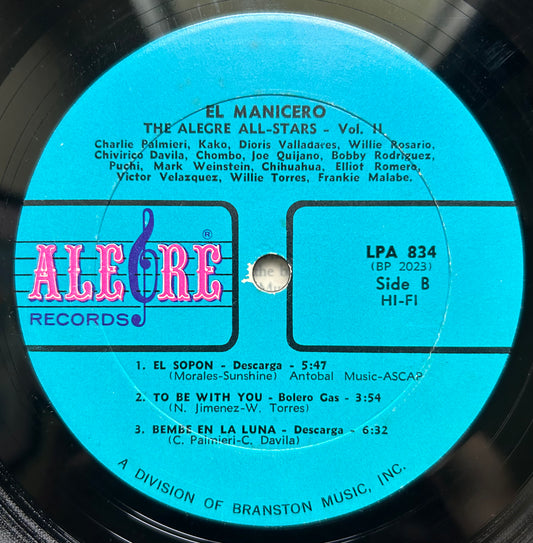 EL MANICERO
THE ALEGRE ALL-STARS - Vol. II
Charlie Palmieri, Kako, Dioris Valladares, Willie Rosario,
Chivirico Davila, Chombo, Joe Quijano, Bobby Rodriguez,
Puchi, Mark Weinstein, Chihuahua, Elliot Romero,
Victor Velazquez, Willie Torres, Frankie Malabe.
ALEGRE®
RECORDS
LPA 834
(BP 2023)
Side B
HI-FI
1. EL SOPON - Descarga - 5:47
(Morales-Sunshine) Antobal Music-ASCAP
2. TO BE WITH YOU - Bolero Gas - 3:54
(N. Jimenez-W. Torres)
3. BEMBE EN LA LUNA - Descarga - 6:32
(C. Palmieri-C. Davila)
A DIVISION OF BRANSTON MUSIC, INC.